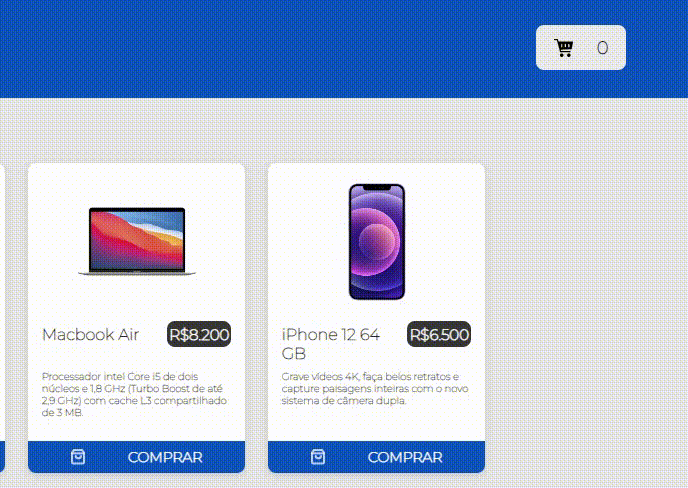 0
Macbook Air
R$8.200
Processador intel Core i5 de dois
núcleos e 1,8 GHz (Turbo Boost de até
2,9 GHz) com cache L3 compartilhado
de 3 MB.
COMPRAR
iPhone 12 64
GB
R$6.500
Grave vídeos 4K, faça belos retratos e
capture paisagens inteiras com o novo
sistema de câmera dupla.
COMPRAR